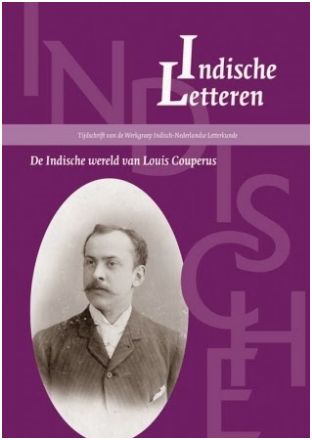 Indische
Letteren
Tijdschrift van de Werkgroep Indisch-Nederlandse Letterkunde
De Indische wereld van Louis Couperus
INDISCHE